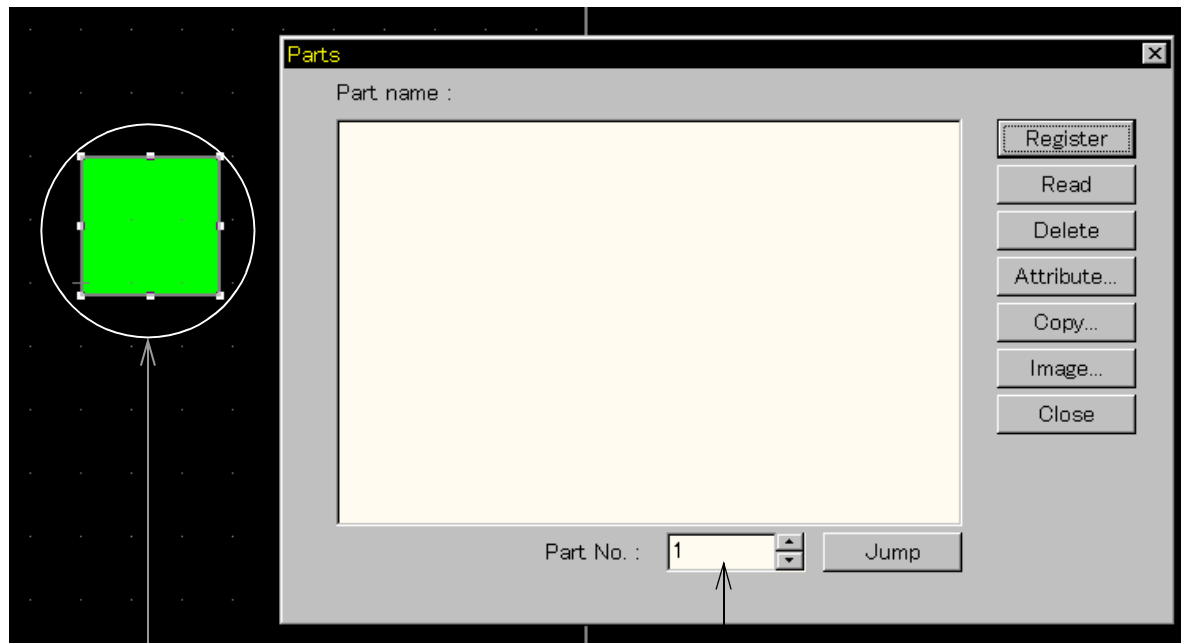 Parts
Part name :
Register
Read
Delete
Attribute...
Copy...
Image...
Close
Part No. : 1 Jump